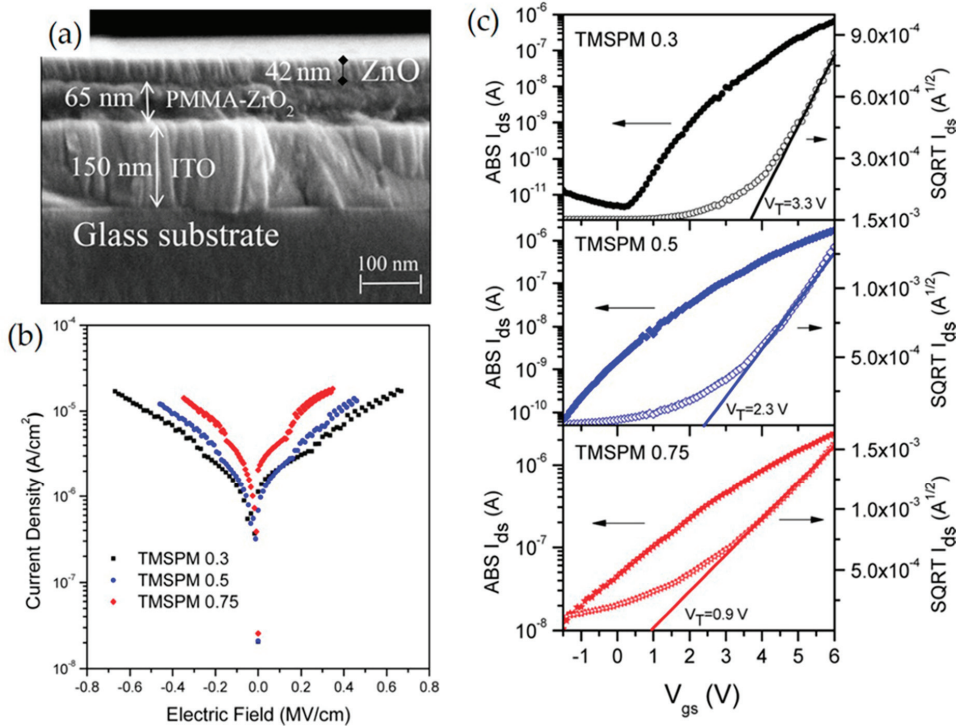 (a)
42 nm ZnO
65 nm PMMA-ZrO₂
150 nm ITO
Glass substrate
100 nm
(b)
10⁻⁴
10⁻⁵
10⁻⁶
10⁻⁷
10⁻⁸
Current Density (A/cm²)
TMSPM 0.3
TMSPM 0.5
TMSPM 0.75
-0.8 -0.6 -0.4 -0.2 0.0 0.2 0.4 0.6 0.8
Electric Field (MV/cm)
(c)
TMSPM 0.3
10⁻⁶
10⁻⁷
10⁻⁸
10⁻⁹
10⁻¹⁰
10⁻¹¹
ABS I_ds (A)
9.0x10⁻⁴
6.0x10⁻⁴
3.0x10⁻⁴
SQRT I_ds (A^1/2)
V_T=3.3 V
TMSPM 0.5
10⁻⁶
10⁻⁷
10⁻⁸
10⁻⁹
10⁻¹⁰
ABS I_ds (A)
1.5x10⁻³
1.0x10⁻³
5.0x10⁻⁴
SQRT I_ds (A^1/2)
V_T=2.3 V
TMSPM 0.75
10⁻⁶
10⁻⁷
10⁻⁸
ABS I_ds (A)
1.5x10⁻³
1.0x10⁻³
5.0x10⁻⁴
SQRT I_ds (A^1/2)
V_T=0.9 V
-1 0 1 2 3 4 5 6
V_gs (V)